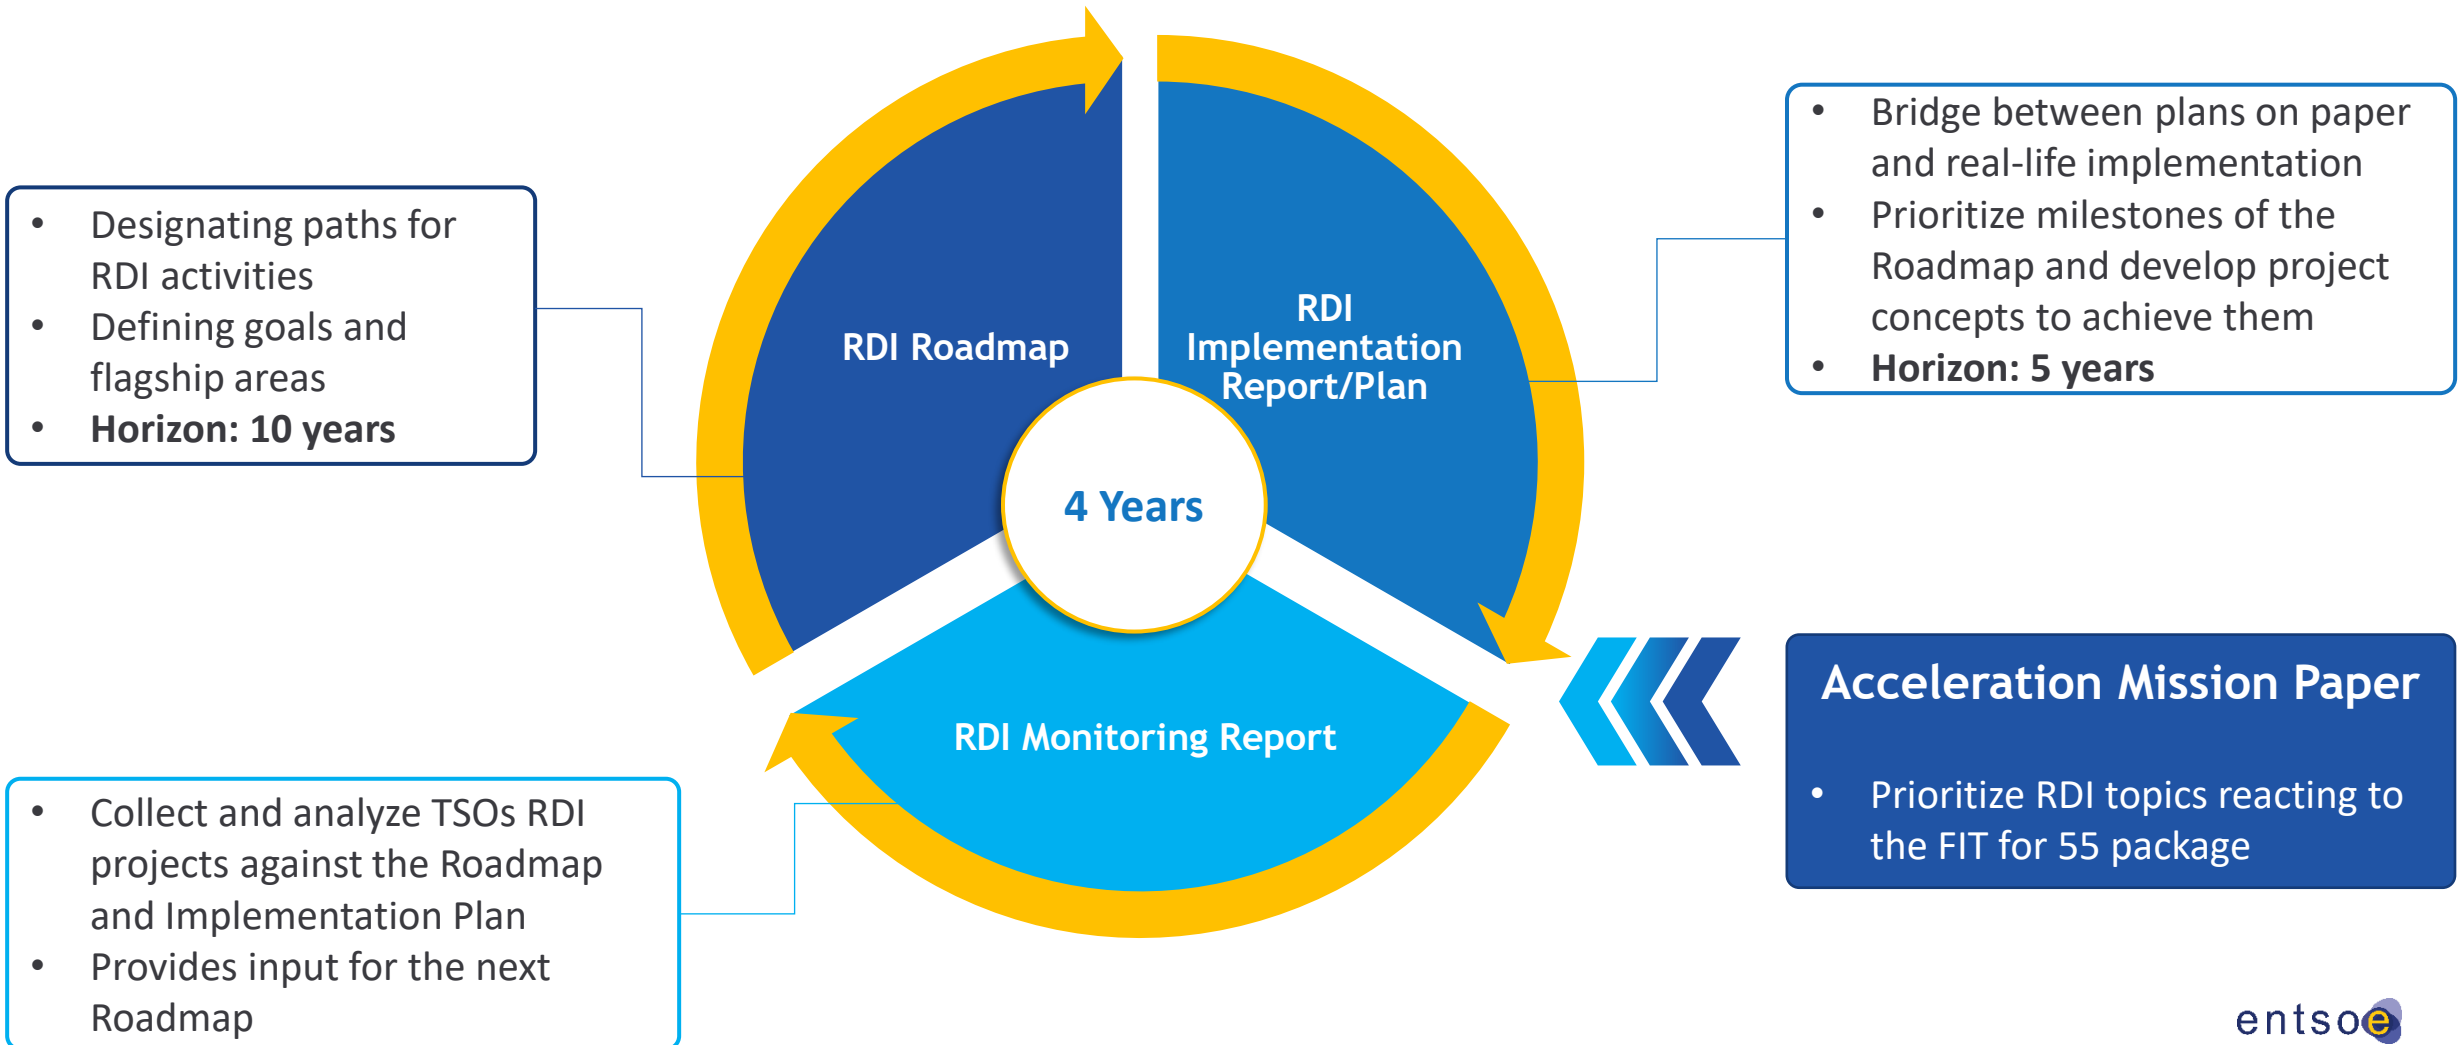 • Designating paths for
RDI activities
• Defining goals and
flagship areas
• Horizon: 10 years
RDI Roadmap
RDI
Implementation
Report/Plan
4 Years
RDI Monitoring Report
• Bridge between plans on paper
and real-life implementation
• Prioritize milestones of the
Roadmap and develop project
concepts to achieve them
• Horizon: 5 years
Acceleration Mission Paper
• Prioritize RDI topics reacting to
the FIT for 55 package
• Collect and analyze TSOs RDI
projects against the Roadmap
and Implementation Plan
• Provides input for the next
Roadmap
entsoe